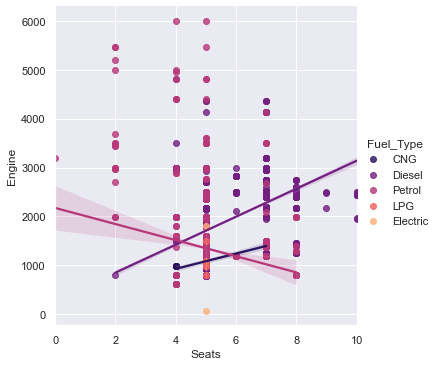 6000
5000
4000
3000
2000
1000
0
Engine
0 2 4 6 8 10
Seats
Fuel_Type
CNG
Diesel
Petrol
LPG
Electric